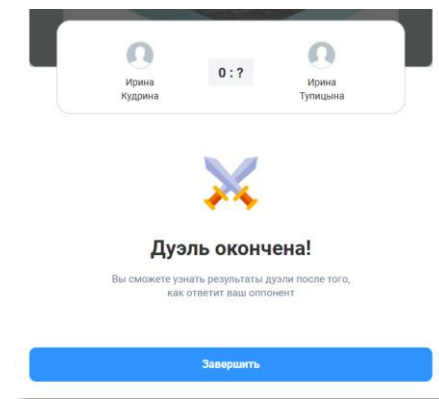 0 : ?
Ирина
Кудрина
Ирина
Тупицына
Дуэль окончена!
Вы сможете узнать результаты дуэли после того,
как ответит ваш оппонент
Завершить